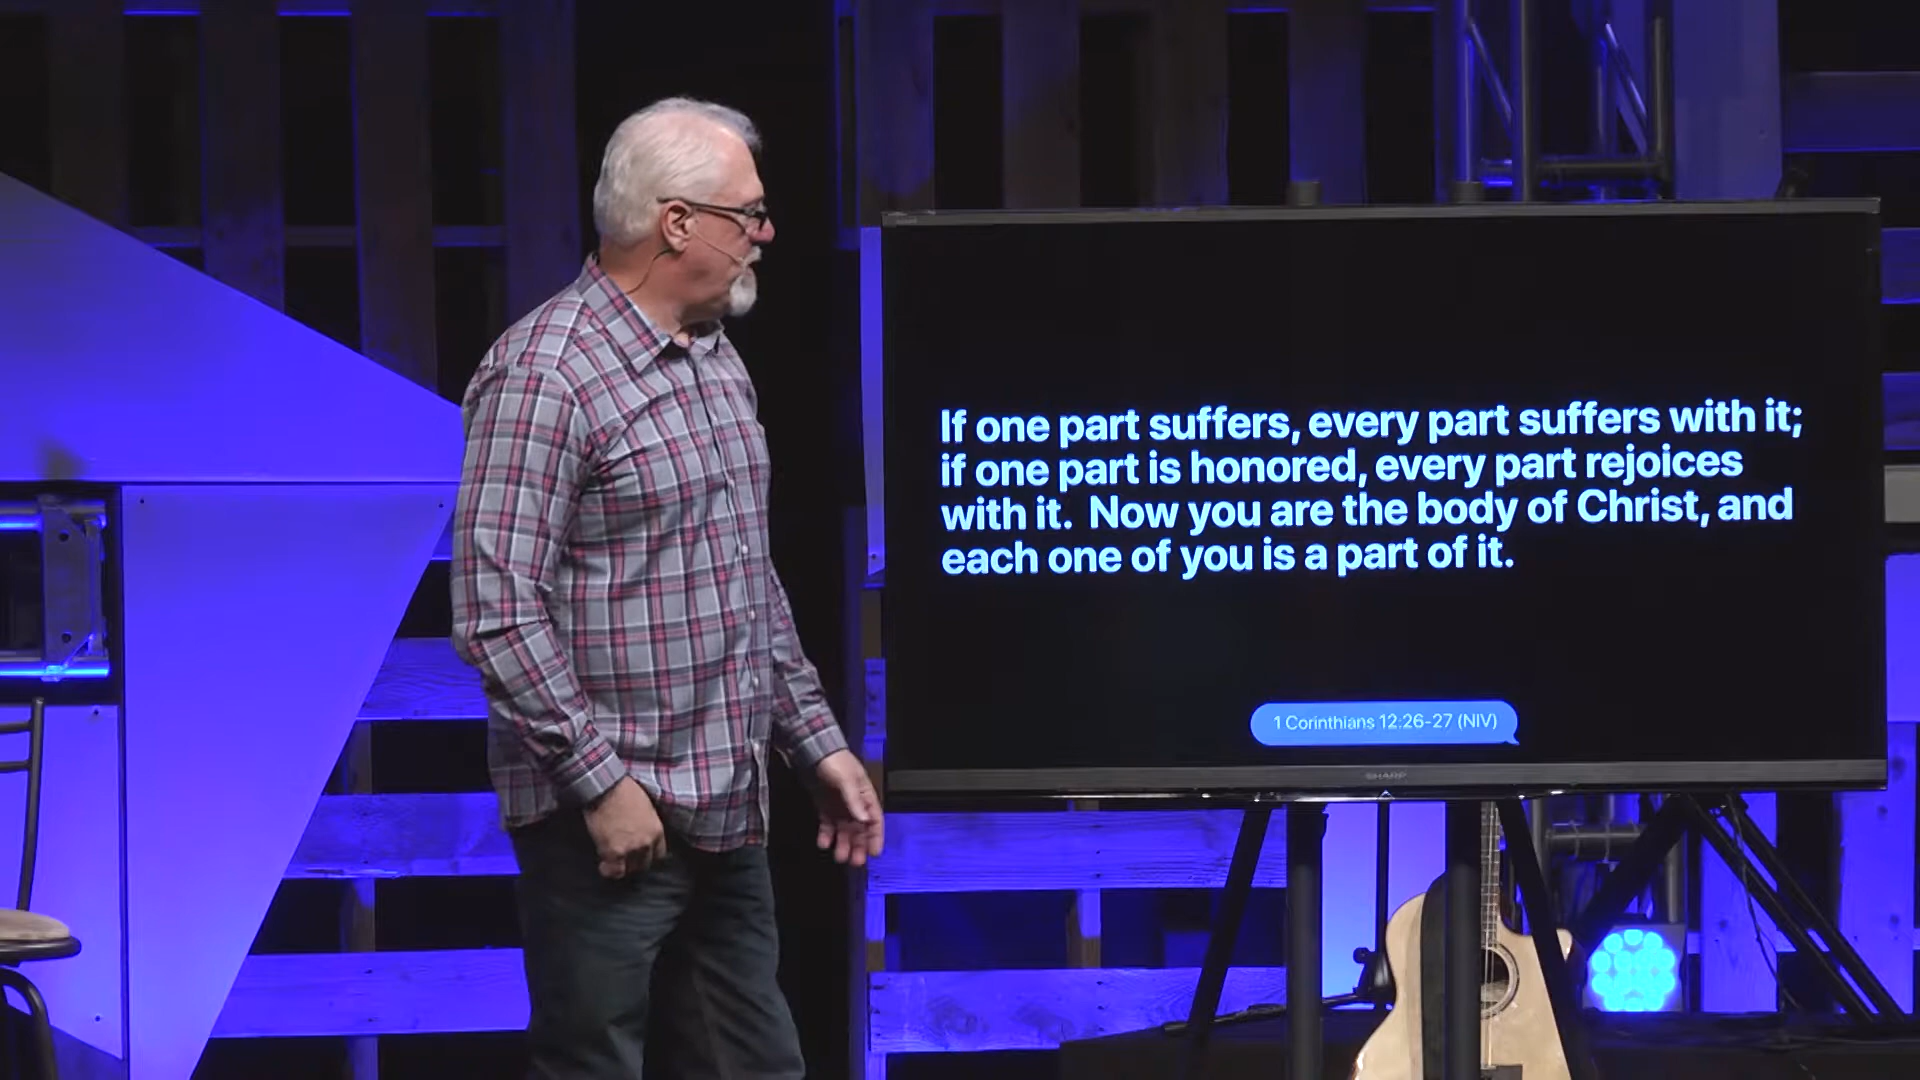 If one part suffers, every part suffers with it;
if one part is honored, every part rejoices
with it. Now you are the body of Christ, and
each one of you is a part of it.
1 Corinthians 12:26-27 (NIV)
SHARP